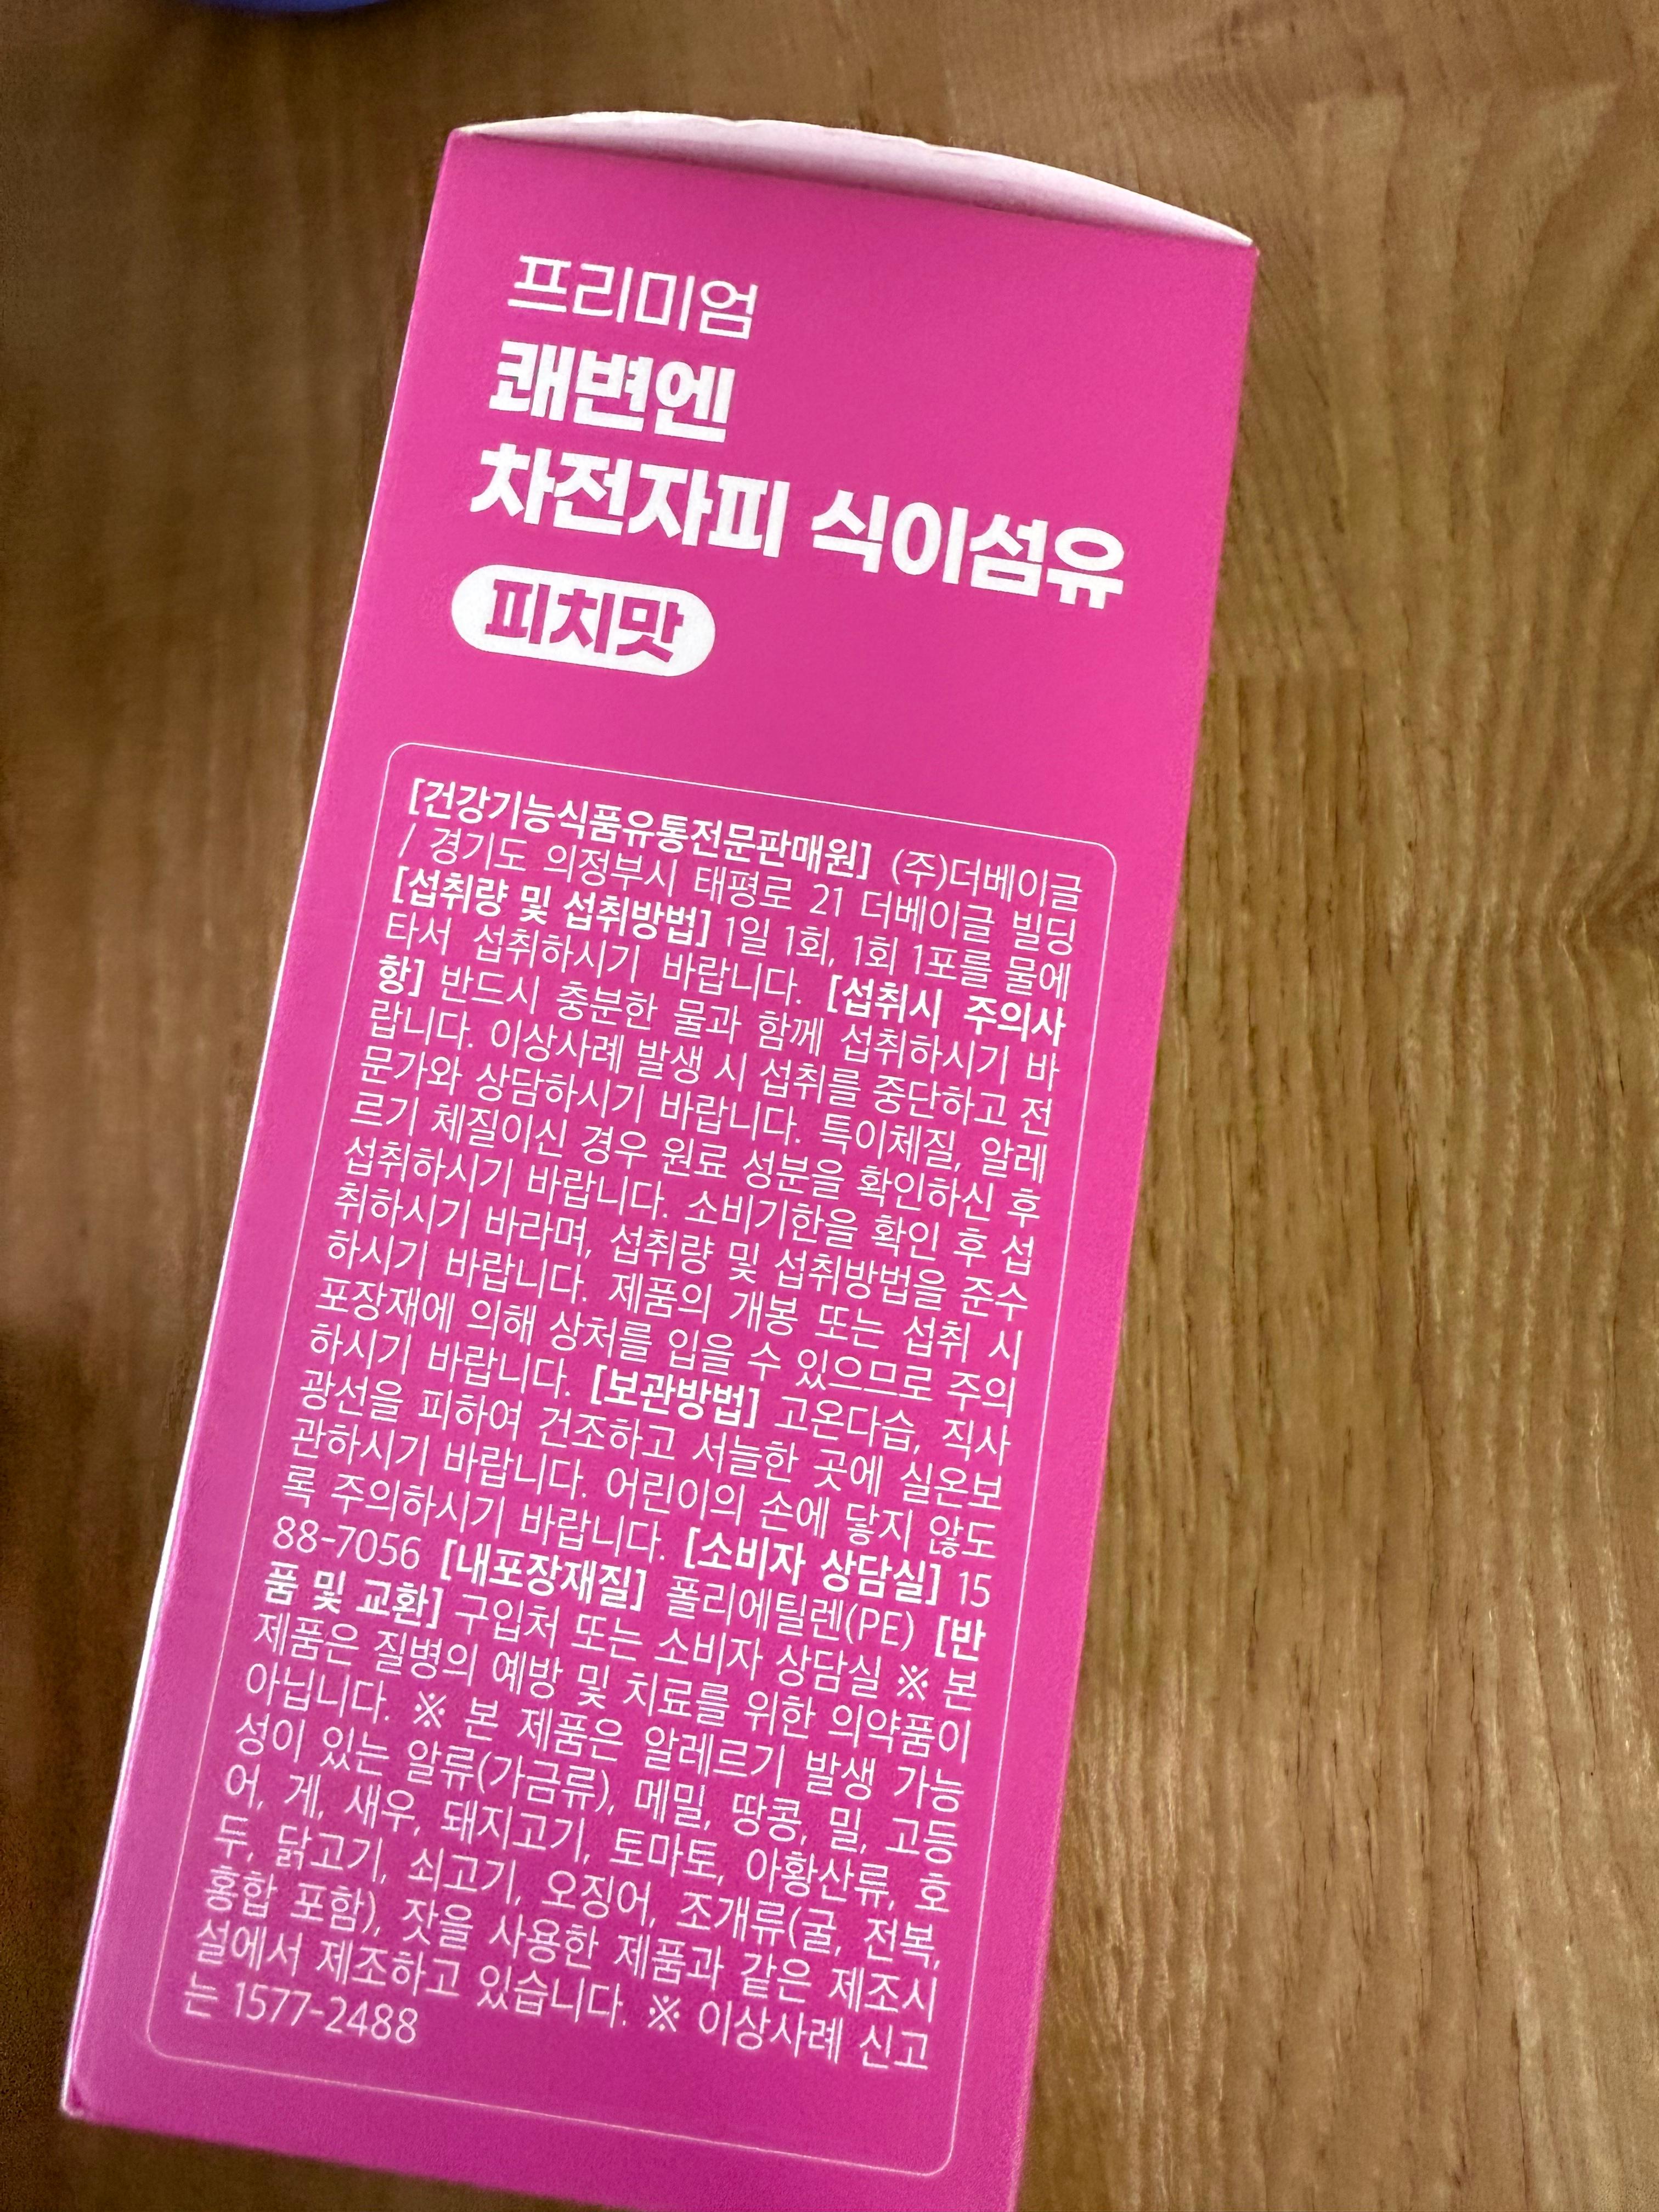 프리미엄
쾌변엔
차전자피 식이섬유
피치맛
[건강기능식품유통전문판매원] (주)더베이글
/ 경기도 의정부시 태평로 21 더베이글 빌딩
[섭취량 및 섭취방법] 1일 1회, 1회 1포를 물에
타서 섭취하시기 바랍니다. [섭취시 주의사
항] 반드시 충분한 물과 함께 섭취하시기 바
랍니다. 이상사례 발생 시 섭취를 중단하고 전
문가와 상담하시기 바랍니다. 특이체질, 알레
르기 체질이신 경우 원료 성분을 확인하신 후
섭취하시기 바랍니다. 소비기한을 확인 후 섭
취하시기 바라며, 섭취량 및 섭취방법을 준수
하시기 바랍니다. 제품의 개봉 또는 섭취 시
포장재에 의해 상처를 입을 수 있으므로 주의
하시기 바랍니다. [보관방법] 고온다습, 직사
광선을 피하여 건조하고 서늘한 곳에 실온보
관하시기 바랍니다. 어린이의 손에 닿지 않도
록 주의하시기 바랍니다. [소비자 상담실] 15
88-7056 [내포장재질] 폴리에틸렌(PE) [반
품 및 교환] 구입처 또는 소비자 상담실 ※ 본
제품은 질병의 예방 및 치료를 위한 의약품이
아닙니다. ※ 본 제품은 알레르기 발생 가능
성이 있는 알류(가금류), 메밀, 땅콩, 밀, 고등
어, 게, 새우, 돼지고기, 토마토, 아황산류, 호
두, 닭고기, 쇠고기, 오징어, 조개류(굴, 전복,
홍합 포함), 잣을 사용한 제품과 같은 제조시
설에서 제조하고 있습니다. ※ 이상사례 신고
는 1577-2488